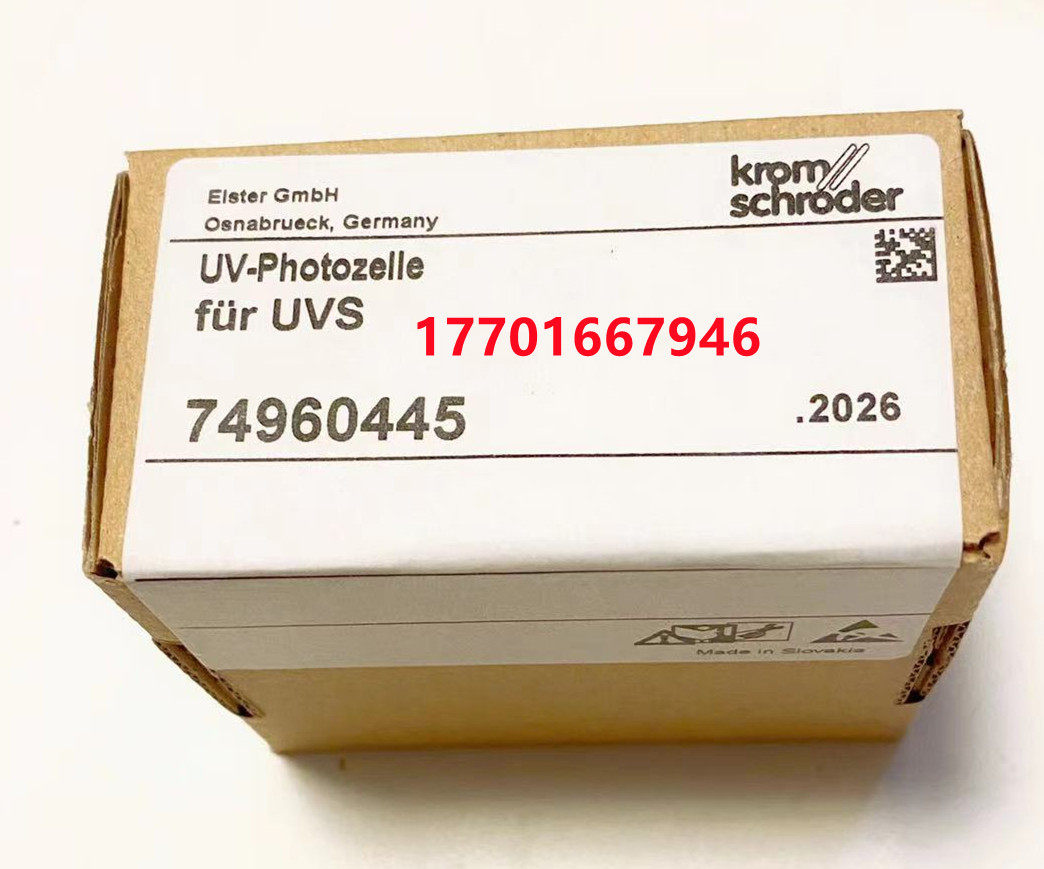 Elster GmbH
Osnabrueck, Germany
krom
schroder
UV-Photozelle
für UVS
17701667946
74960445
.2026
Made in Slovakia